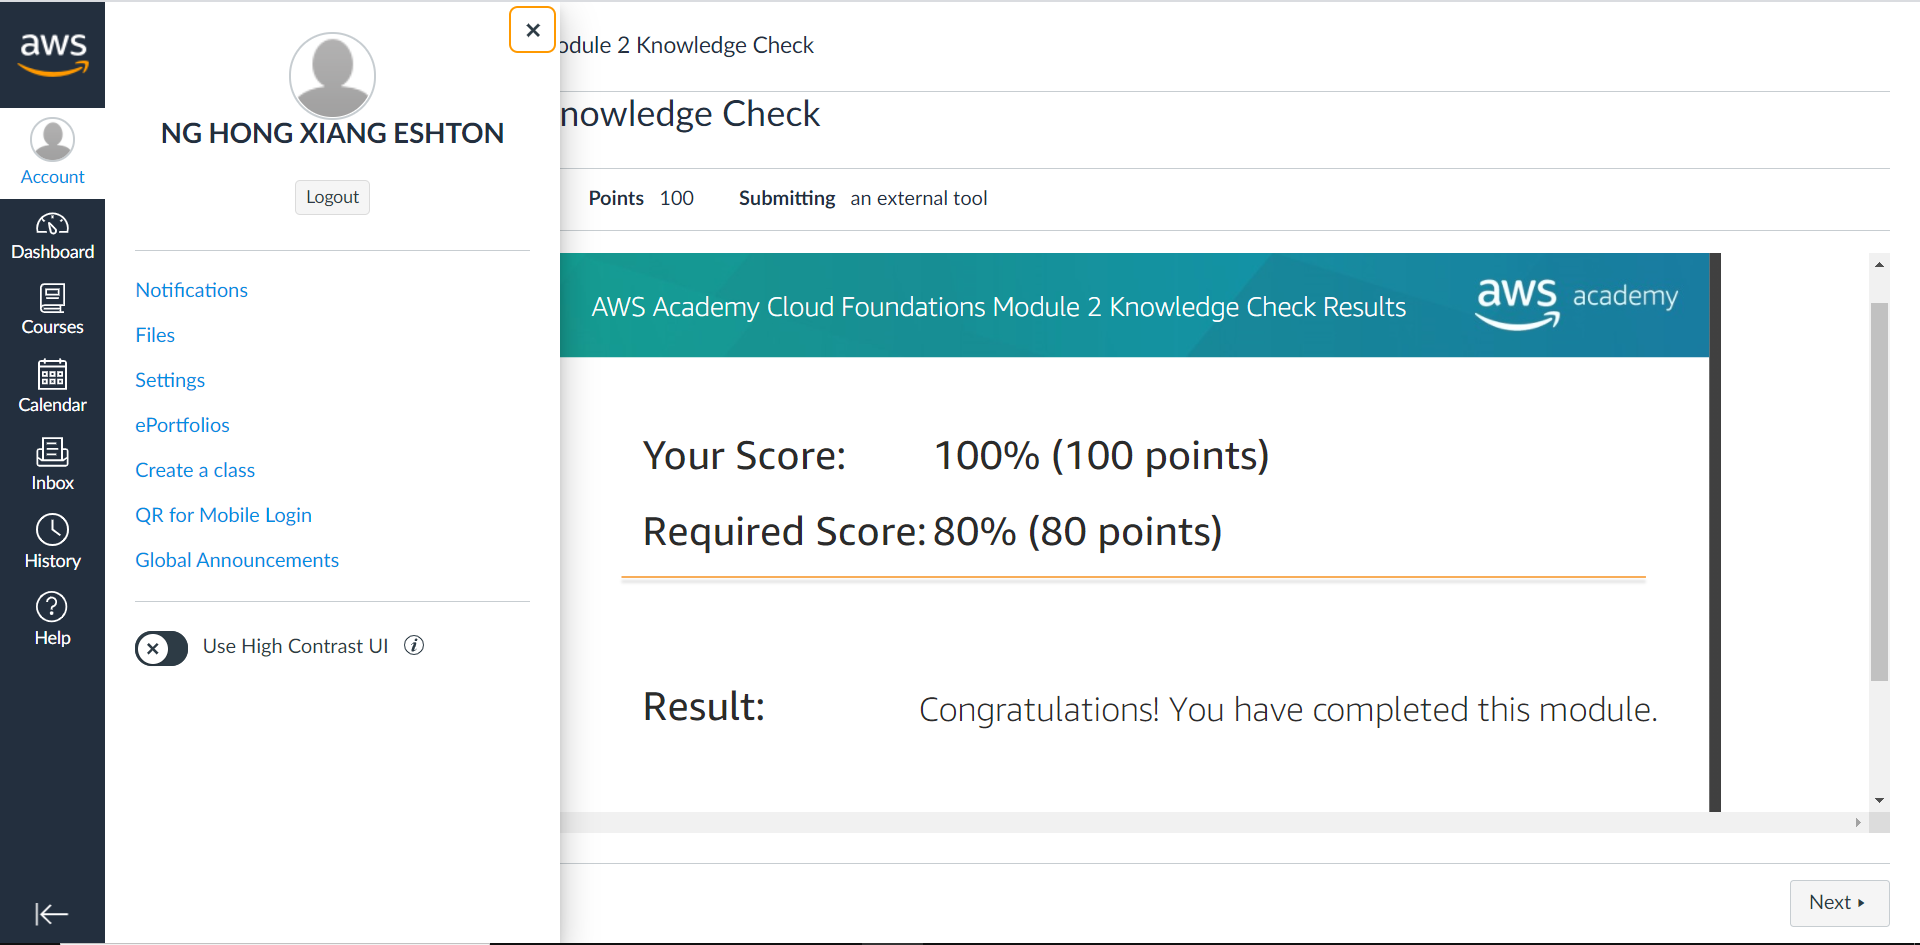 aws
Account
Dashboard
Courses
Calendar
Inbox
History
Help
NG HONG XIANG ESHTON
Logout
Notifications
Files
Settings
ePortfolios
Create a class
QR for Mobile Login
Global Announcements
Use High Contrast UI
odule 2 Knowledge Check
nowledge Check
Points 100 Submitting an external tool
AWS Academy Cloud Foundations Module 2 Knowledge Check Results
aws academy
Your Score: 100% (100 points)
Required Score: 80% (80 points)
Result: Congratulations! You have completed this module.
Next